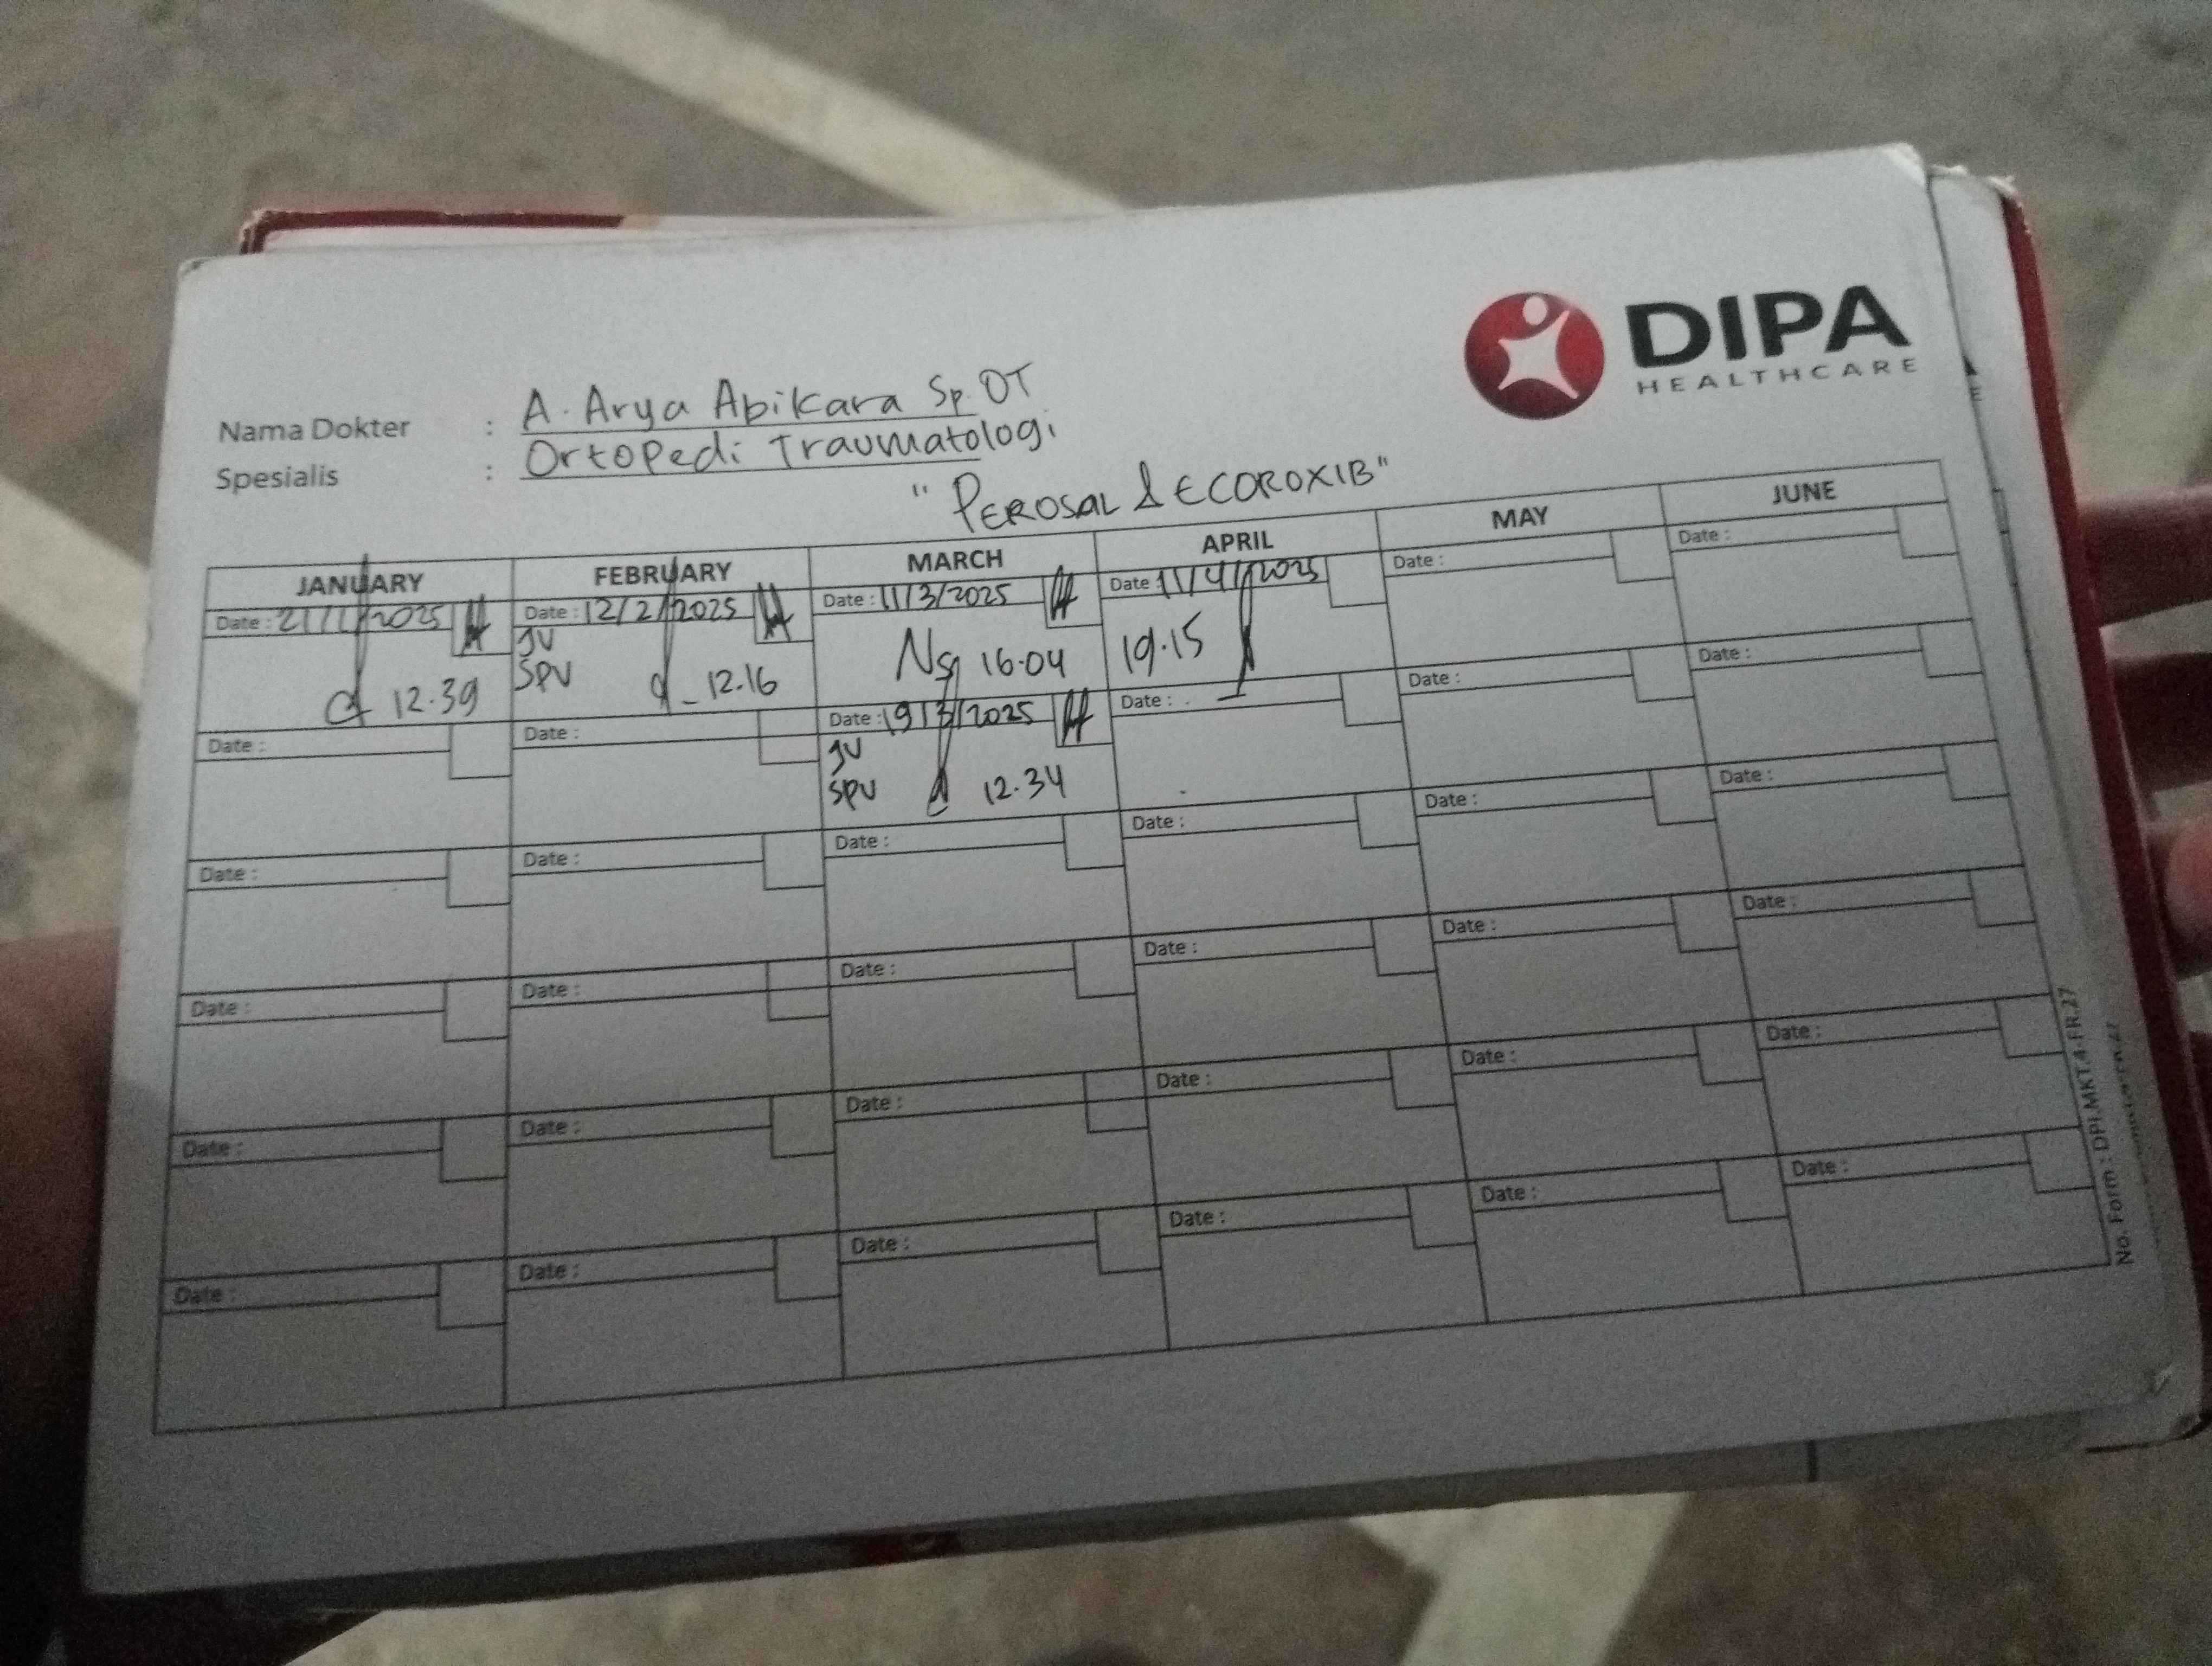 DIPA
HEALTHCARE
Nama Dokter : A. Arya Abikara Sp.OT
Spesialis : Ortopedi Traumatologi
"PEROSAL & ECOROXIB"
JANUARY FEBRUARY MARCH APRIL MAY JUNE
Date : 21/1/2025 Date : 12/2/2025 Date : 11/3/2025 Date : 11/4/2025 Date : Date :
JV
SPV
12.39 12.16 16.04 19.15
Date : Date : Date : 19/3/2025 Date : Date : Date :
JV
SPV 12.34
Date : Date : Date : Date : Date : Date :
Date : Date : Date : Date : Date : Date :
Date : Date : Date : Date : Date : Date :
Date : Date : Date : Date : Date : Date :
No. Form : DPI.MKT.4-FR.27